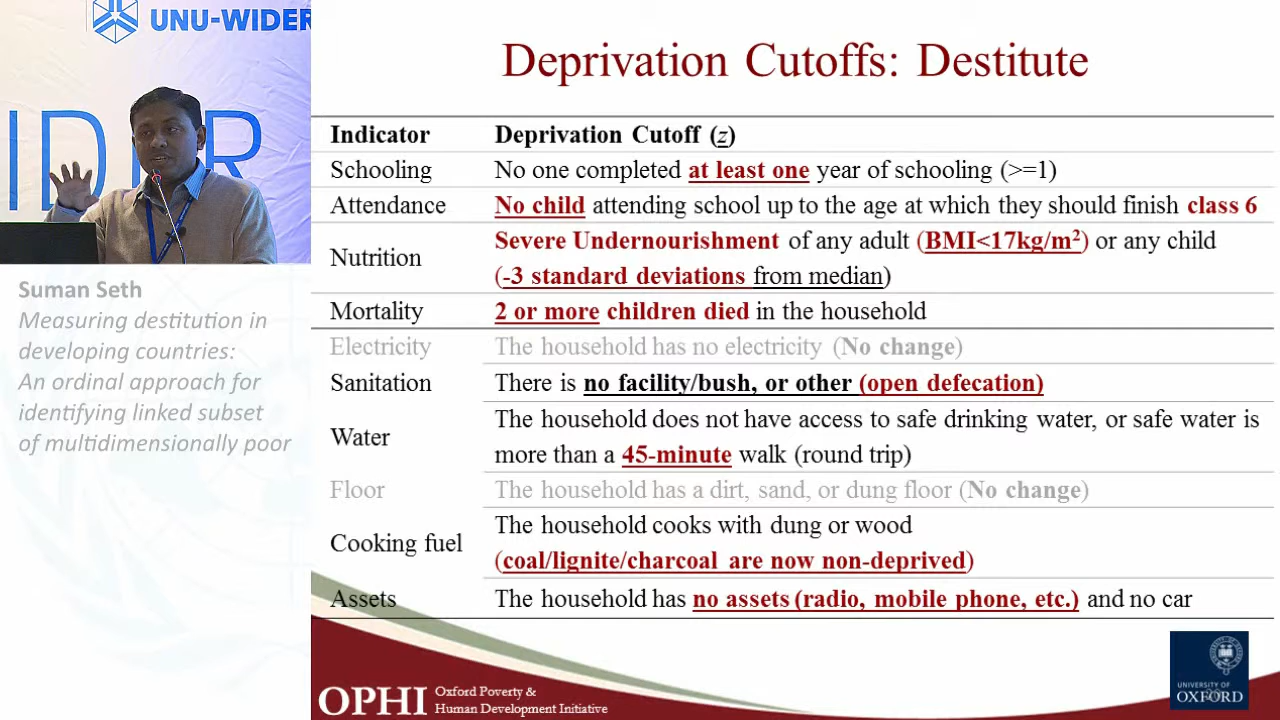 UNU-WIDER
IDER
Suman Seth
Measuring destitution in
developing countries:
An ordinal approach for
identifying linked subset
of multidimensionally poor
Deprivation Cutoffs: Destitute
Indicator Deprivation Cutoff (z)
Schooling No one completed at least one year of schooling (>=1)
Attendance No child attending school up to the age at which they should finish class 6
Nutrition Severe Undernourishment of any adult (BMI<17kg/m²) or any child
(-3 standard deviations from median)
Mortality 2 or more children died in the household
Electricity The household has no electricity (No change)
Sanitation There is no facility/bush, or other (open defecation)
Water The household does not have access to safe drinking water, or safe water is
more than a 45-minute walk (round trip)
Floor The household has a dirt, sand, or dung floor (No change)
Cooking fuel The household cooks with dung or wood
(coal/lignite/charcoal are now non-deprived)
Assets The household has no assets (radio, mobile phone, etc.) and no car
OPHI Oxford Poverty &
Human Development Initiative
UNIVERSITY OF
OXFORD